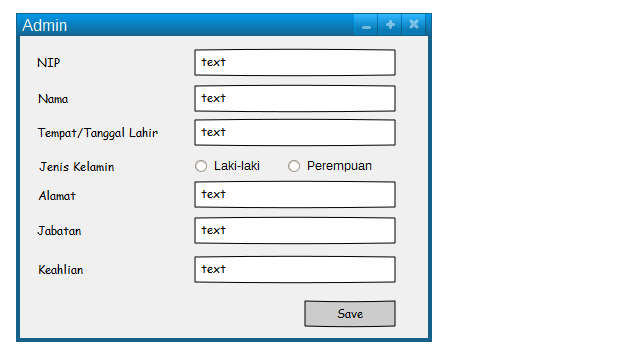 Admin
NIP text
Nama text
Tempat/Tanggal Lahir text
Jenis Kelamin Laki-laki Perempuan
Alamat text
Jabatan text
Keahlian text
Save